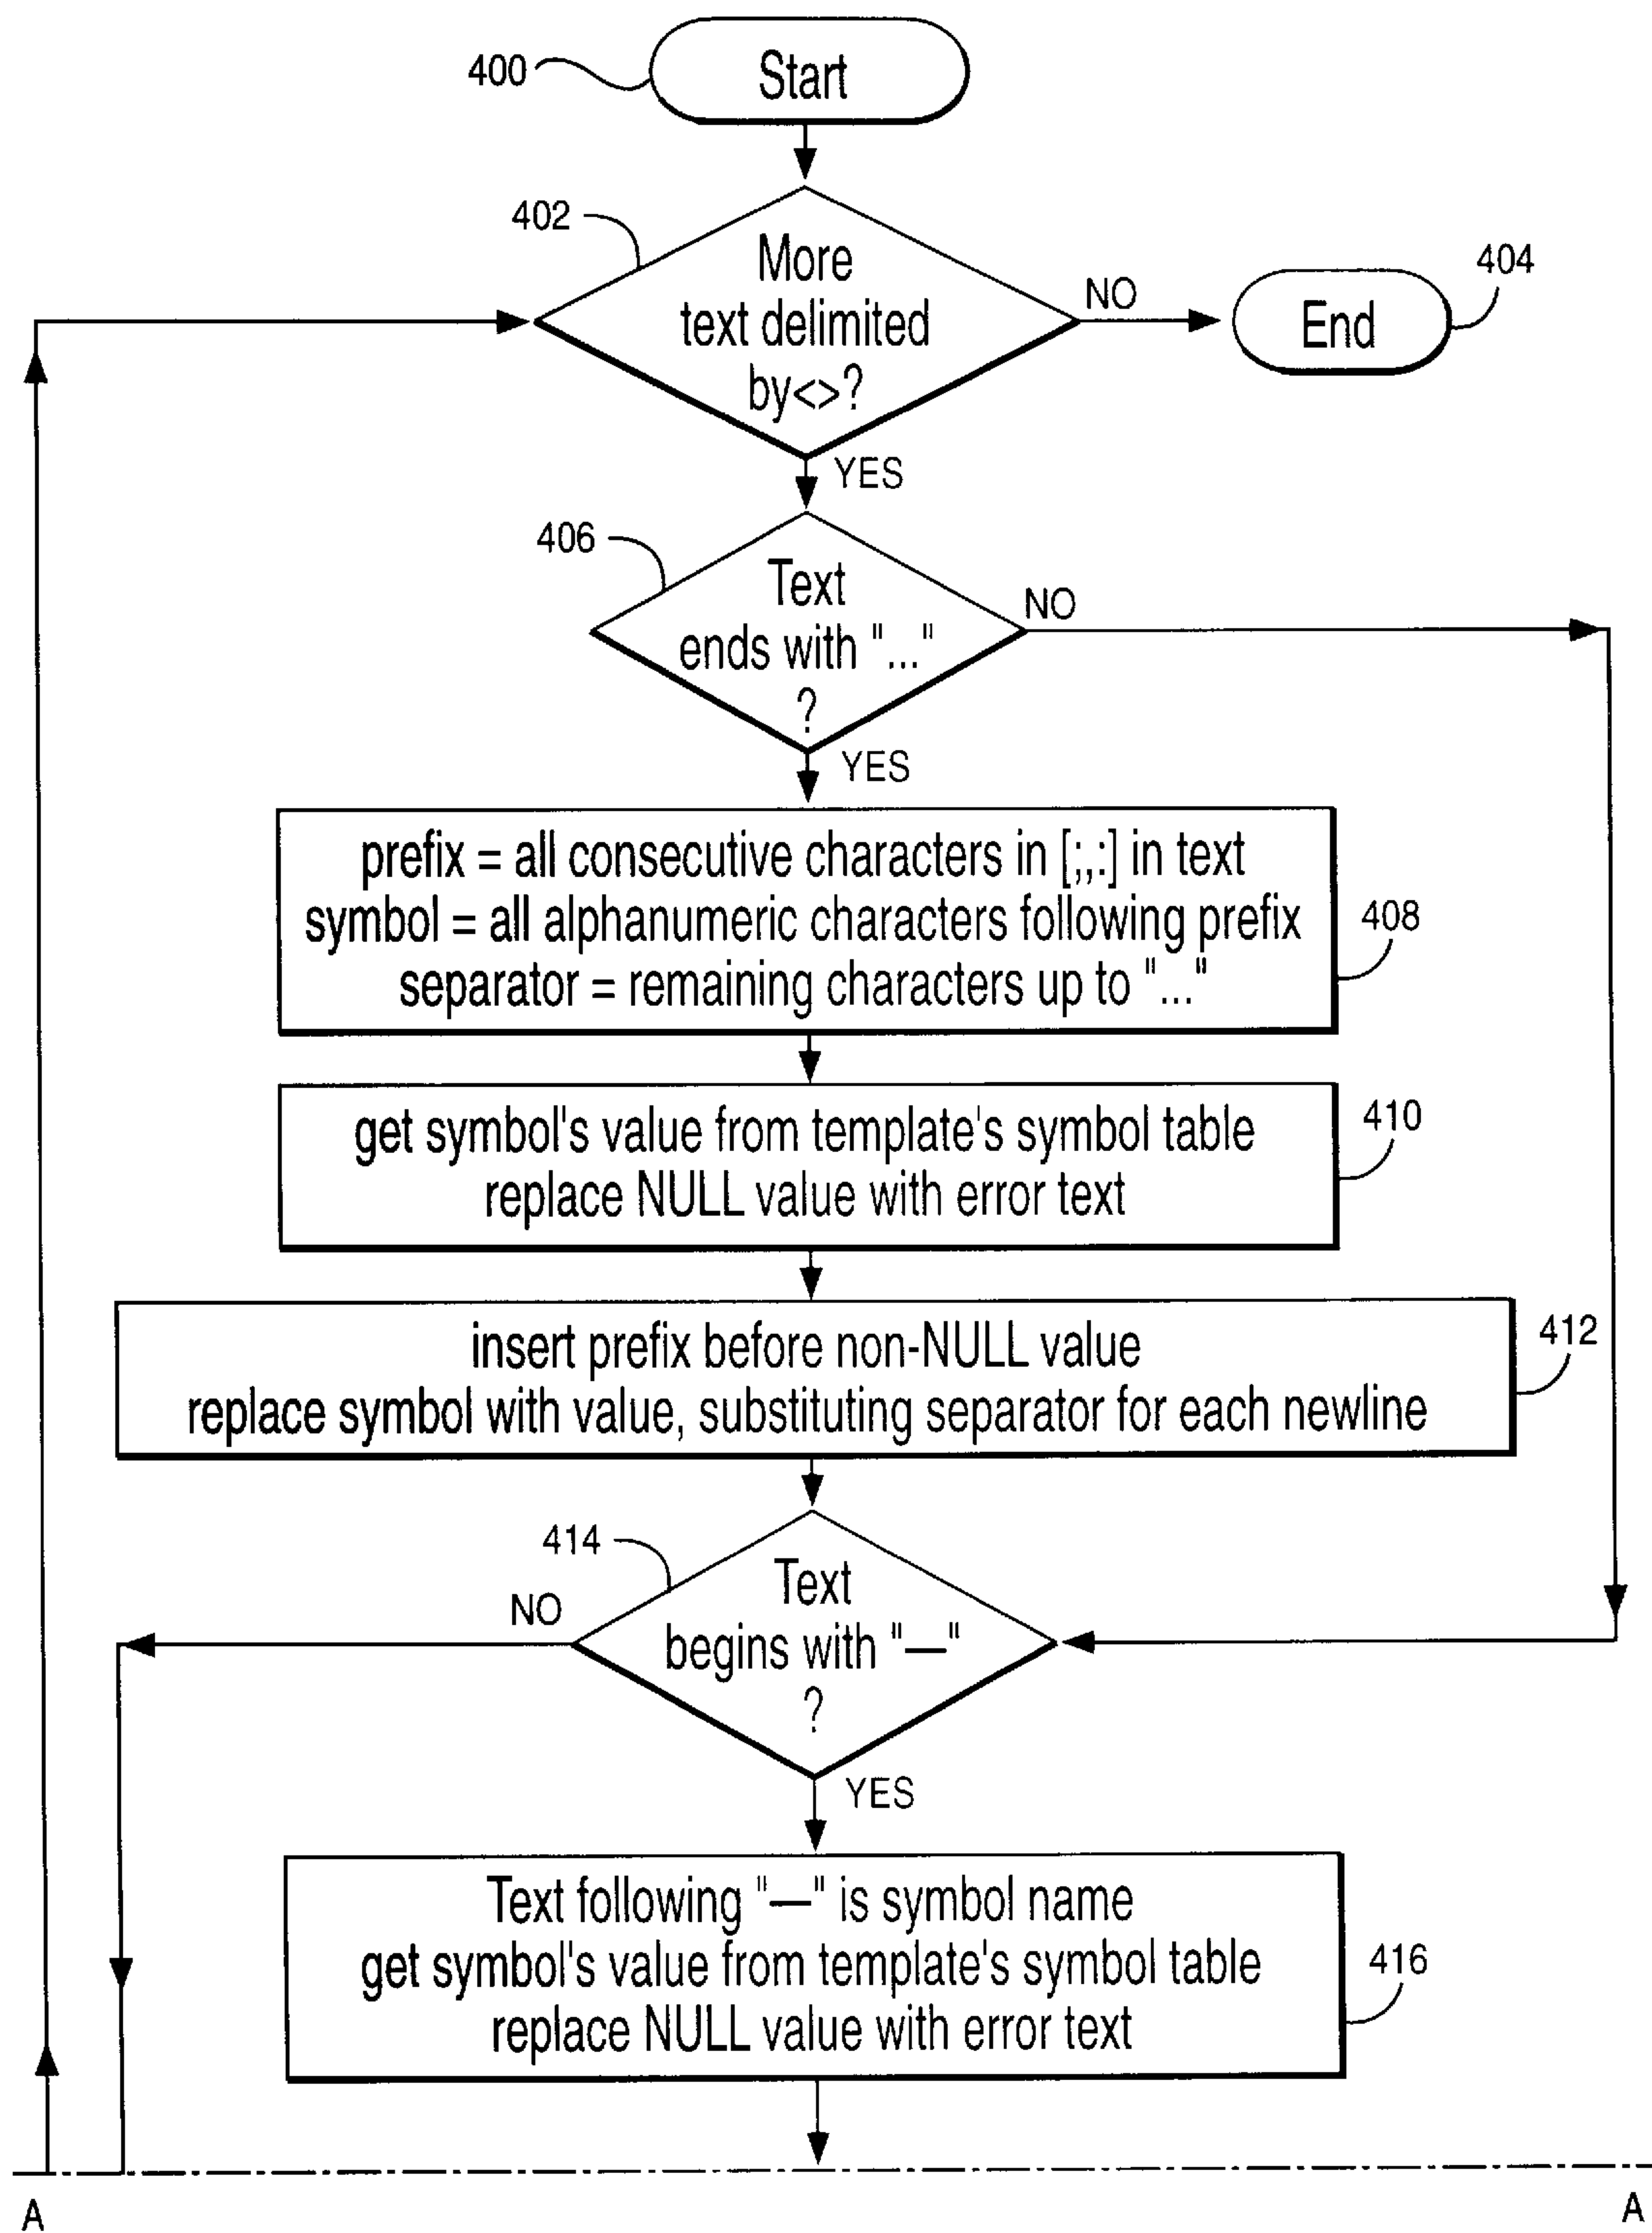 400
Start
402
More
text delimited
by<>?
NO
404
End
YES
406
Text
ends with "..."
?
NO
YES
prefix = all consecutive characters in [;,:] in text
symbol = all alphanumeric characters following prefix
separator = remaining characters up to "..."
408
get symbol's value from template's symbol table
replace NULL value with error text
410
insert prefix before non-NULL value
replace symbol with value, substituting separator for each newline
412
414
Text
begins with "—"
?
NO
YES
Text following "—" is symbol name
get symbol's value from template's symbol table
replace NULL value with error text
416
A
A